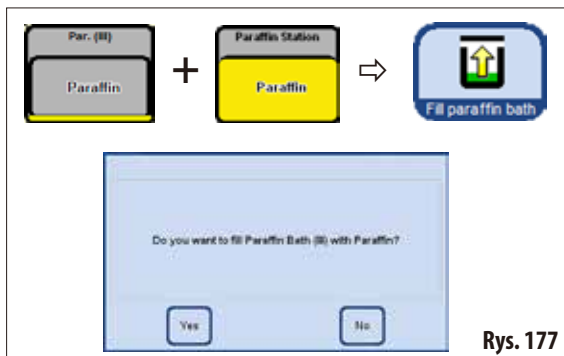 Par. (III)
Paraffin
+
Paraffin Station
Paraffin
⇨
Fill paraffin bath
Do you want to fill Paraffin Bath (III) with Paraffin?
Yes
No
Rys. 177